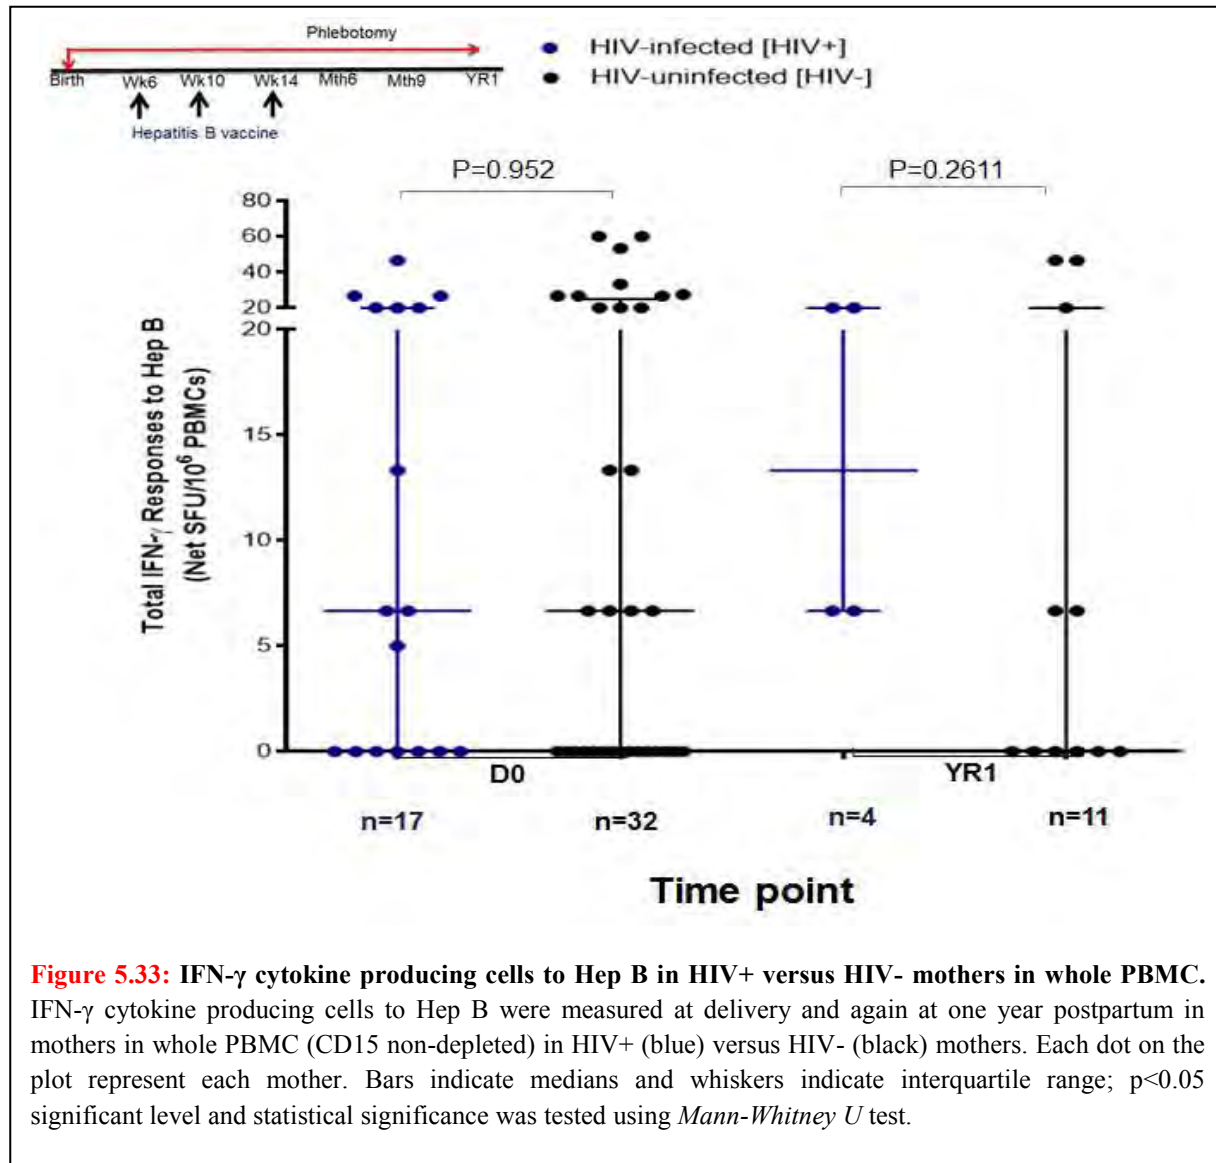 Phlebotomy
Birth Wk6 Wk10 Wk14 Mth6 Mth9 YR1
Hepatitis B vaccine
HIV-infected [HIV+]
HIV-uninfected [HIV-]
P=0.952 P=0.2611
Total IFN-γ Responses to Hep B
(Net SFU/10⁶ PBMCs)
80
60
40
20
20
15
10
5
0
D0 YR1
n=17 n=32 n=4 n=11
Time point
Figure 5.33: IFN-γ cytokine producing cells to Hep B in HIV+ versus HIV- mothers in whole PBMC.
IFN-γ cytokine producing cells to Hep B were measured at delivery and again at one year postpartum in
mothers in whole PBMC (CD15 non-depleted) in HIV+ (blue) versus HIV- (black) mothers. Each dot on the
plot represent each mother. Bars indicate medians and whiskers indicate interquartile range; p<0.05
significant level and statistical significance was tested using Mann-Whitney U test.